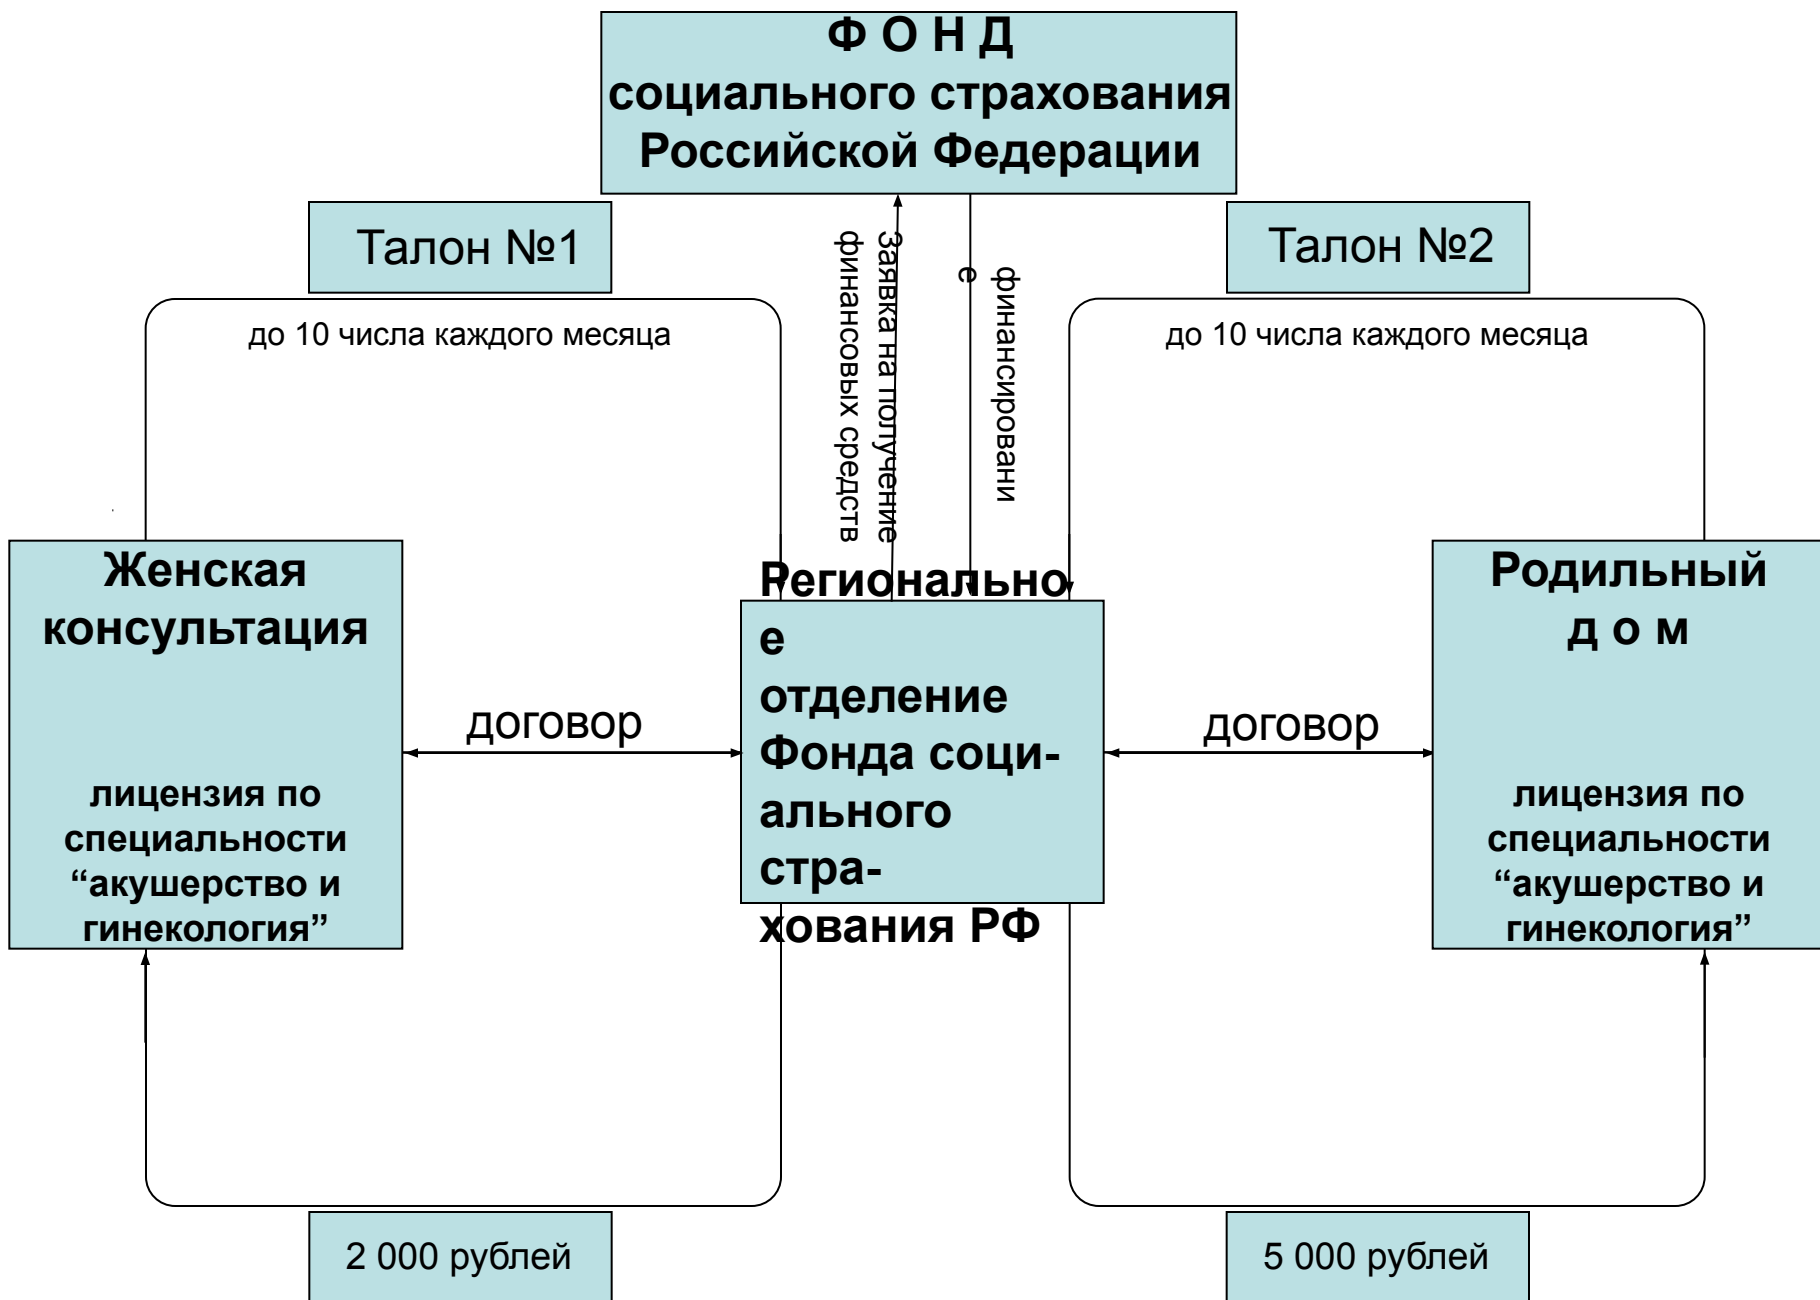 Ф О Н Д
социального страхования
Российской Федерации
Талон №1
Талон №2
до 10 числа каждого месяца
Заявка на получение
финансовых средств
финансировани
е
до 10 числа каждого месяца
Женская
консультация
лицензия по
специальности
“акушерство и
гинекология”
договор
Регионально
е
отделение
Фонда соци-
ального
стра-
хования РФ
договор
Родильный
д о м
лицензия по
специальности
“акушерство и
гинекология”
2 000 рублей
5 000 рублей